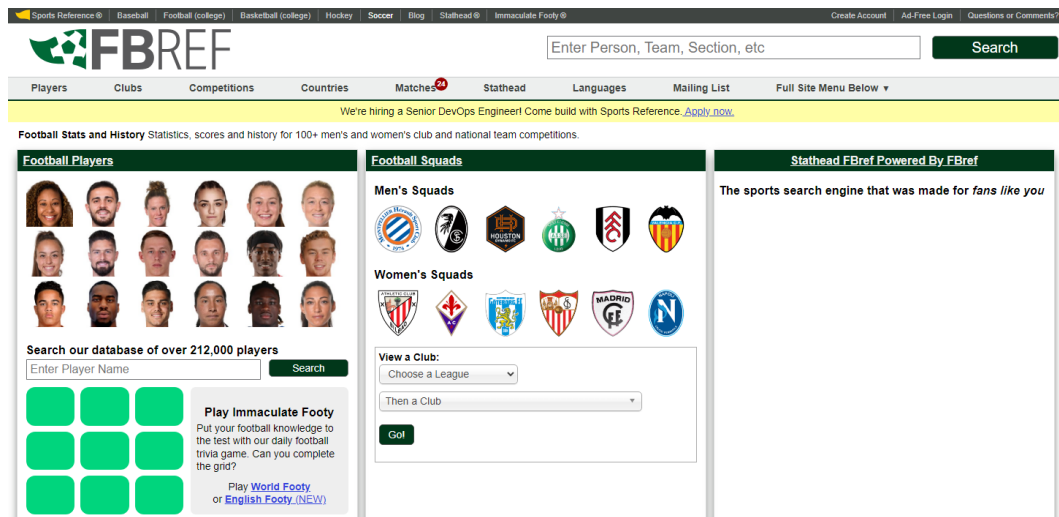 Sports Reference ® Baseball Football (college) Basketball (college) Hockey Soccer Blog Stathead ® Immaculate Footy ® Create Account Ad-Free Login Questions or Comments?
FBREF
Enter Person, Team, Section, etc Search
Players Clubs Competitions Countries Matches 24 Stathead Languages Mailing List Full Site Menu Below ▼
We're hiring a Senior DevOps Engineer! Come build with Sports Reference. Apply now.
Football Stats and History Statistics, scores and history for 100+ men's and women's club and national team competitions.
Football Players
Search our database of over 212,000 players
Enter Player Name Search
Play Immaculate Footy
Put your football knowledge to
the test with our daily football
trivia game. Can you complete
the grid?
Play World Footy
or English Footy (NEW)
Football Squads
Men's Squads
HOUSTON
Women's Squads
ATHLETIC CLUB
MADRID
CFF
View a Club:
Choose a League
Then a Club
Go!
Stathead FBref Powered By FBref
The sports search engine that was made for fans like you